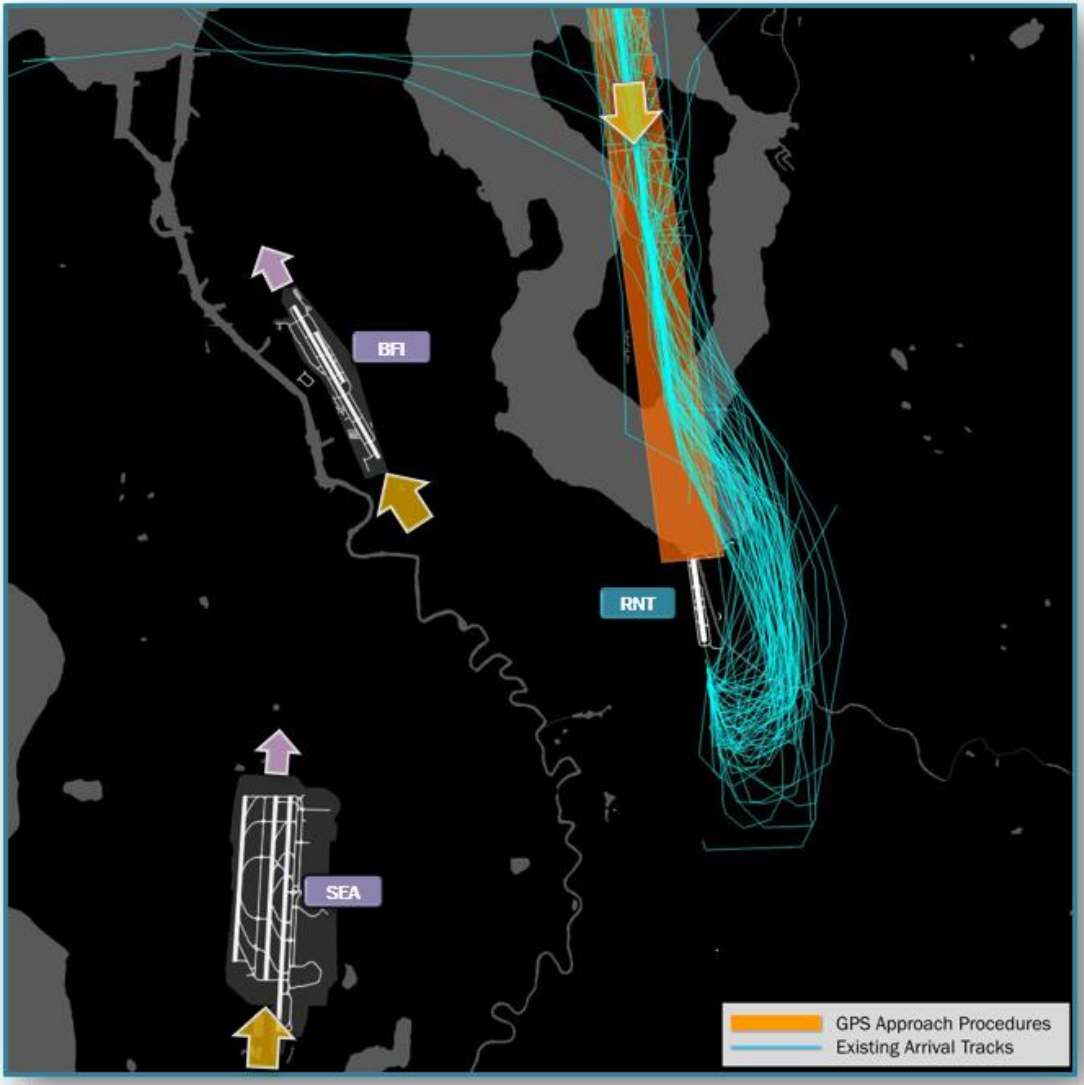 BFI
RNT
SEA
GPS Approach Procedures
Existing Arrival Tracks